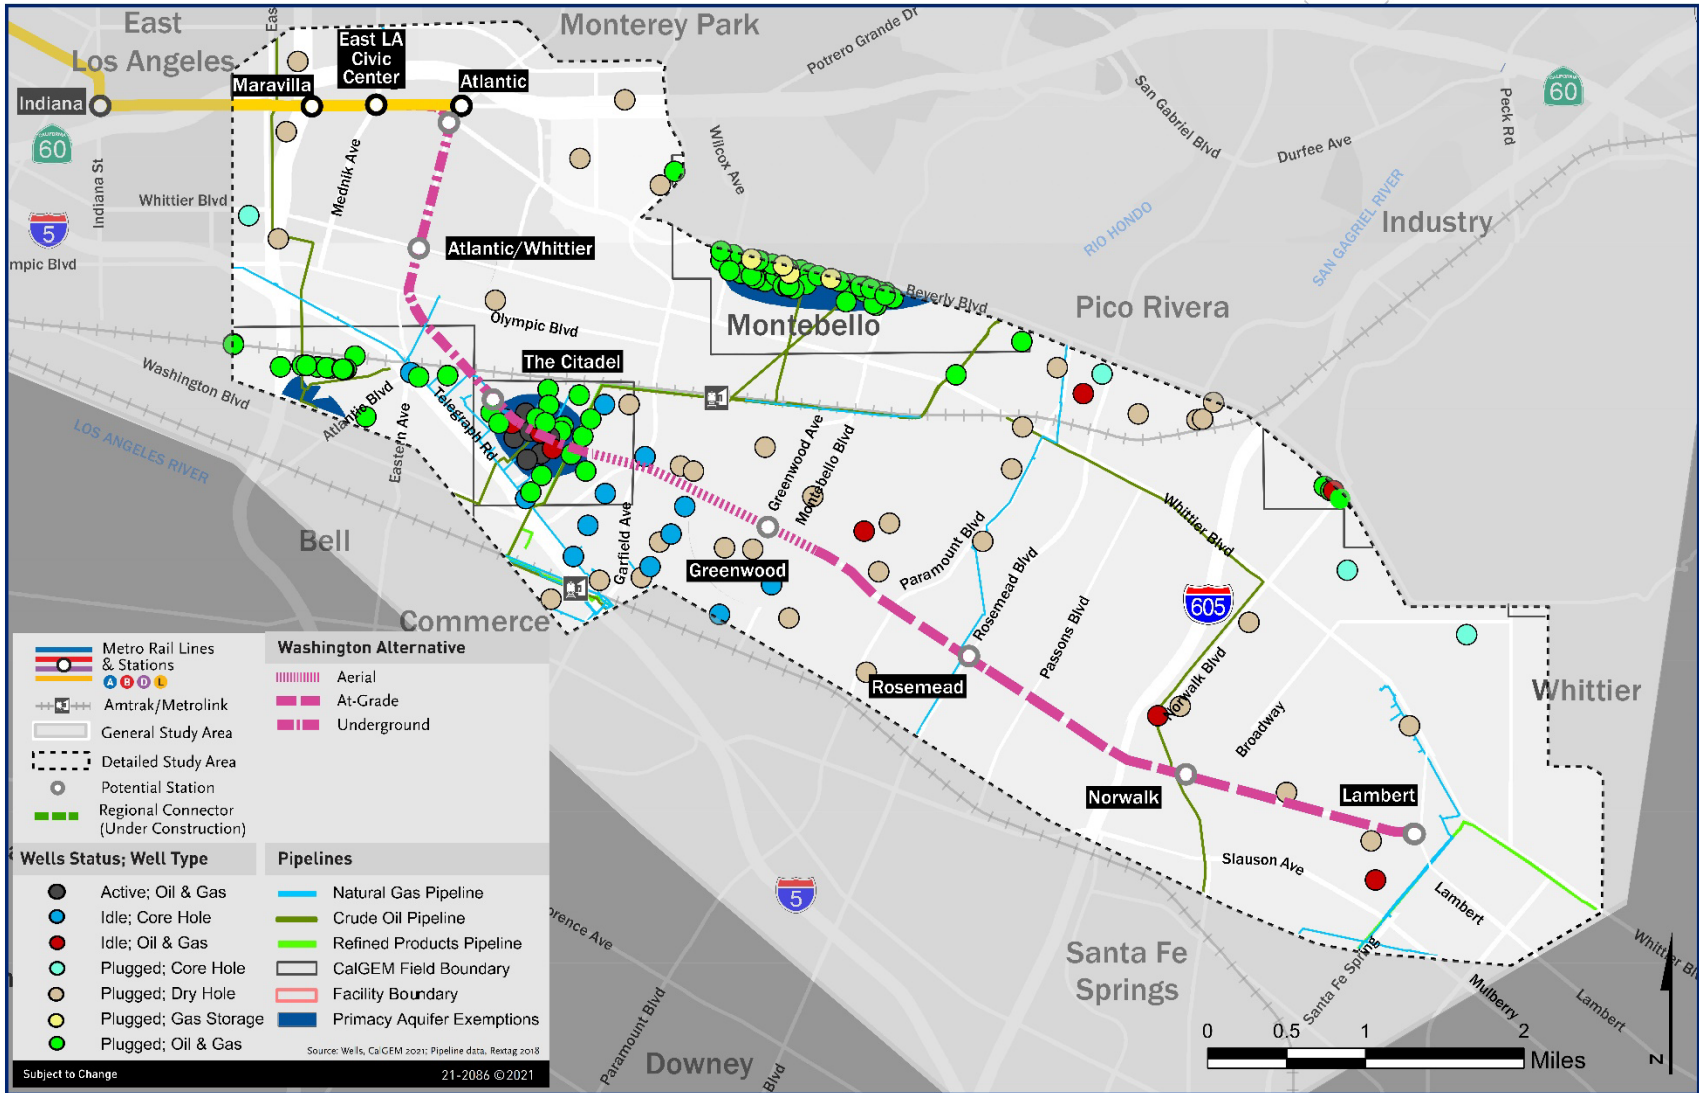 East
Los Angeles
Monterey Park
Potrero Grande Dr
East LA
Civic
Center
Maravilla
Atlantic
Indiana
60
CALIFORNIA
60
Peck Rd
San Gabriel Blvd
Durfee Ave
Wilcox Ave
Mednik Ave
Indiana St
Whittier Blvd
5
mpic Blvd
Atlantic/Whittier
RIO HONDO
SAN GAGRIEL RIVER
Industry
Beverly Blvd
Pico Rivera
Montebello
Olympic Blvd
The Citadel
Washington Blvd
Atlantic Blvd
Eastern Ave
Telegraph Rd
LOS ANGELES RIVER
Bell
Greenwood Ave
Montebello Blvd
Garfield Ave
Greenwood
Paramount Blvd
Rosemead Blvd
Passons Blvd
Whittier Blvd
605
Commerce
Rosemead
Norwalk Blvd
Broadway
Whittier
Norwalk
Lambert
Slauson Ave
Lambert
Whittier Bl
Mulberry
Lambert
Santa Fe Spring
Santa Fe
Springs
5
orence Ave
Paramount Blvd
Downey
Blvd
Metro Rail Lines
& Stations
A B D L
Amtrak/Metrolink
General Study Area
Detailed Study Area
Potential Station
Regional Connector
(Under Construction)
Washington Alternative
Aerial
At-Grade
Underground
Wells Status; Well Type
Active; Oil & Gas
Idle; Core Hole
Idle; Oil & Gas
Plugged; Core Hole
Plugged; Dry Hole
Plugged; Gas Storage
Plugged; Oil & Gas
Pipelines
Natural Gas Pipeline
Crude Oil Pipeline
Refined Products Pipeline
CalGEM Field Boundary
Facility Boundary
Primacy Aquifer Exemptions
Source: Wells, CalGEM 2021; Pipeline data, Rextag 2018
Subject to Change
21-2086 ©2021
0 0.5 1 2
Miles
N